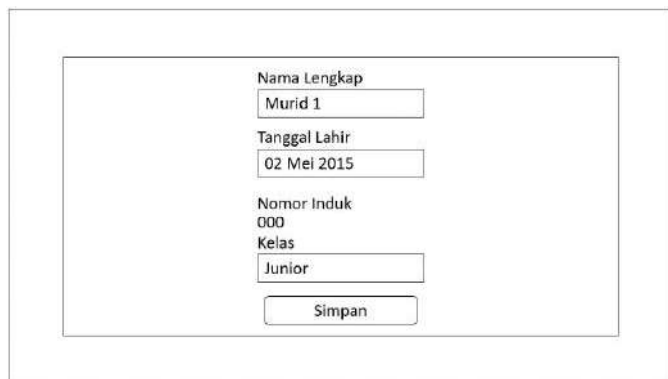 Nama Lengkap
Murid 1
Tanggal Lahir
02 Mei 2015
Nomor Induk
000
Kelas
Junior
Simpan